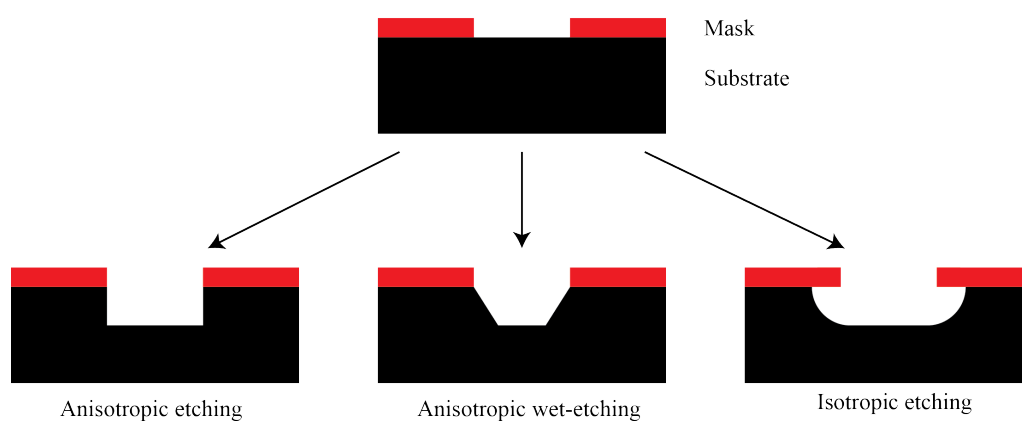 Mask
Substrate
Anisotropic etching
Anisotropic wet-etching
Isotropic etching